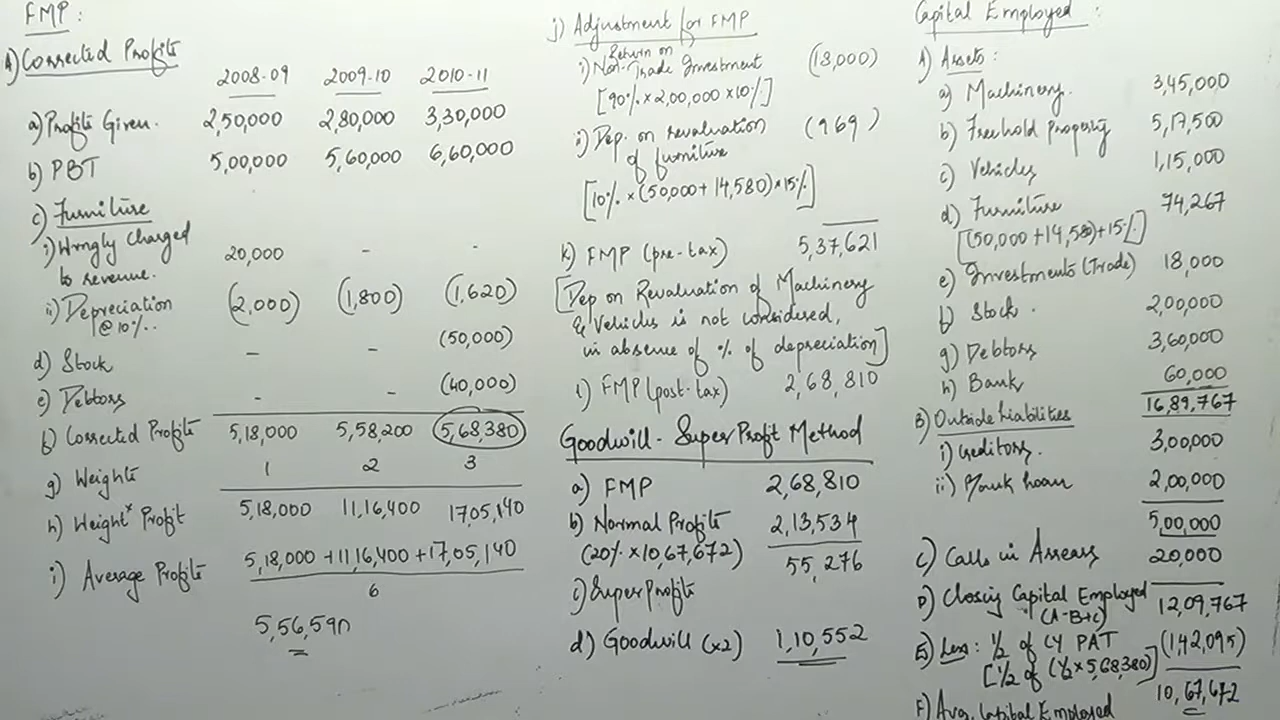 FMP:
A) Corrected Profits
2008-09 2009-10 2010-11
a) Profits Given. 2,50,000 2,80,000 3,30,000
b) PBT 5,00,000 5,60,000 6,60,000
c) Furniture
i) Wrongly Charged
to revenue. 20,000 - -
ii) Depreciation (2,000) (1,800) (1,620)
@10%..
d) Stock - - (50,000)
e) Debtors - - (40,000)
f) Corrected Profits 5,18,000 5,58,200 5,68,380
g) Weights 1 2 3
h) Weight* Profit 5,18,000 11,16,400 17,05,140
i) Average Profits 5,18,000 + 11,16,400 + 17,05,140
6
5,56,590
j) Adjustment for FMP
Return on
i) Non-Trade Investment (18,000)
[90% x 2,00,000 x 10%]
ii) Dep. on revaluation (969)
of furniture
[10% x (50,000 + 14,580) x 15%]
k) FMP (pre-tax) 5,37,621
[Dep on Revaluation of Machinery
& Vehicles is not considered,
in absence of % of depreciation]
l) FMP (post-tax) 2,68,810
Goodwill - Super Profit Method
a) FMP 2,68,810
b) Normal Profits 2,13,534
(20% x 10,67,672)
55,276
c) Super Profits
d) Goodwill (x2) 1,10,552
Capital Employed:
A) Assets:
a) Machinery. 3,45,000
b) Freehold Property 5,17,500
c) Vehicles 1,15,000
d) Furniture 74,267
[(50,000 + 14,580) + 15%]
e) Investments (Trade) 18,000
f) Stock. 2,00,000
g) Debtors 3,60,000
h) Bank 60,000
16,89,767
B) Outside Liabilities
i) Creditors. 3,00,000
ii) Bank Loan 2,00,000
5,00,000
C) Calls in Arrears 20,000
D) Closing Capital Employed 12,09,767
(A-B+C)
E) Less: 1/2 of CY PAT (1,42,095)
[1/2 of (1/2 x 5,68,380)]
F) Avg. Capital Employed 10,67,672